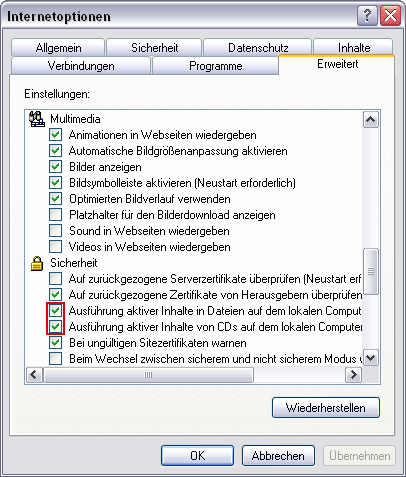 Internetoptionen
Allgemein Sicherheit Datenschutz Inhalte
Verbindungen Programme Erweitert
Einstellungen:
Multimedia
Animationen in Webseiten wiedergeben
Automatische Bildgrößenanpassung aktivieren
Bilder anzeigen
Bildsymbolleiste aktivieren (Neustart erforderlich)
Optimierten Bildverlauf verwenden
Platzhalter für den Bilderdownload anzeigen
Sound in Webseiten wiedergeben
Videos in Webseiten wiedergeben
Sicherheit
Auf zurückgezogene Serverzertifikate überprüfen (Neustart erf
Auf zurückgezogene Zertifikate von Herausgebern überprüfen
Ausführung aktiver Inhalte in Dateien auf dem lokalen Comput
Ausführung aktiver Inhalte von CDs auf dem lokalen Computer
Bei ungültigen Sitezertifikaten warnen
Beim Wechsel zwischen sicherem und nicht sicherem Modus
Wiederherstellen
OK Abbrechen Übernehmen